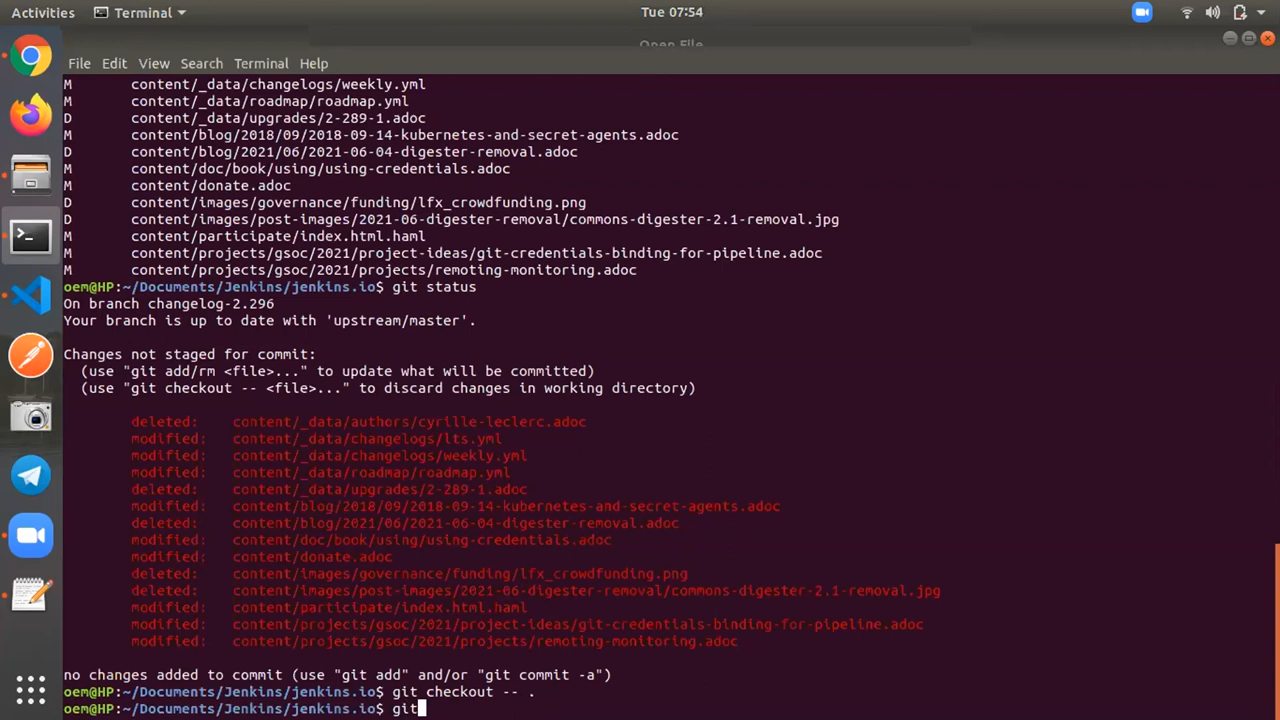 Activities Terminal Tue 07:54
Open File
File Edit View Search Terminal Help
M content/_data/changelogs/weekly.yml
M content/_data/roadmap/roadmap.yml
D content/_data/upgrades/2-289-1.adoc
M content/blog/2018/09/2018-09-14-kubernetes-and-secret-agents.adoc
D content/blog/2021/06/2021-06-04-digester-removal.adoc
M content/doc/book/using/using-credentials.adoc
M content/donate.adoc
D content/images/governance/funding/lfx_crowdfunding.png
D content/images/post-images/2021-06-digester-removal/commons-digester-2.1-removal.jpg
M content/participate/index.html.haml
M content/projects/gsoc/2021/project-ideas/git-credentials-binding-for-pipeline.adoc
M content/projects/gsoc/2021/projects/remoting-monitoring.adoc
oem@HP:~/Documents/Jenkins/jenkins.io$ git status
On branch changelog-2.296
Your branch is up to date with 'upstream/master'.
Changes not staged for commit:
(use "git add/rm <file>..." to update what will be committed)
(use "git checkout -- <file>..." to discard changes in working directory)
deleted: content/_data/authors/cyrille-leclerc.adoc
modified: content/_data/changelogs/lts.yml
modified: content/_data/changelogs/weekly.yml
modified: content/_data/roadmap/roadmap.yml
deleted: content/_data/upgrades/2-289-1.adoc
modified: content/blog/2018/09/2018-09-14-kubernetes-and-secret-agents.adoc
deleted: content/blog/2021/06/2021-06-04-digester-removal.adoc
modified: content/doc/book/using/using-credentials.adoc
modified: content/donate.adoc
deleted: content/images/governance/funding/lfx_crowdfunding.png
deleted: content/images/post-images/2021-06-digester-removal/commons-digester-2.1-removal.jpg
modified: content/participate/index.html.haml
modified: content/projects/gsoc/2021/project-ideas/git-credentials-binding-for-pipeline.adoc
modified: content/projects/gsoc/2021/projects/remoting-monitoring.adoc
no changes added to commit (use "git add" and/or "git commit -a")
oem@HP:~/Documents/Jenkins/jenkins.io$ git checkout -- .
oem@HP:~/Documents/Jenkins/jenkins.io$ git